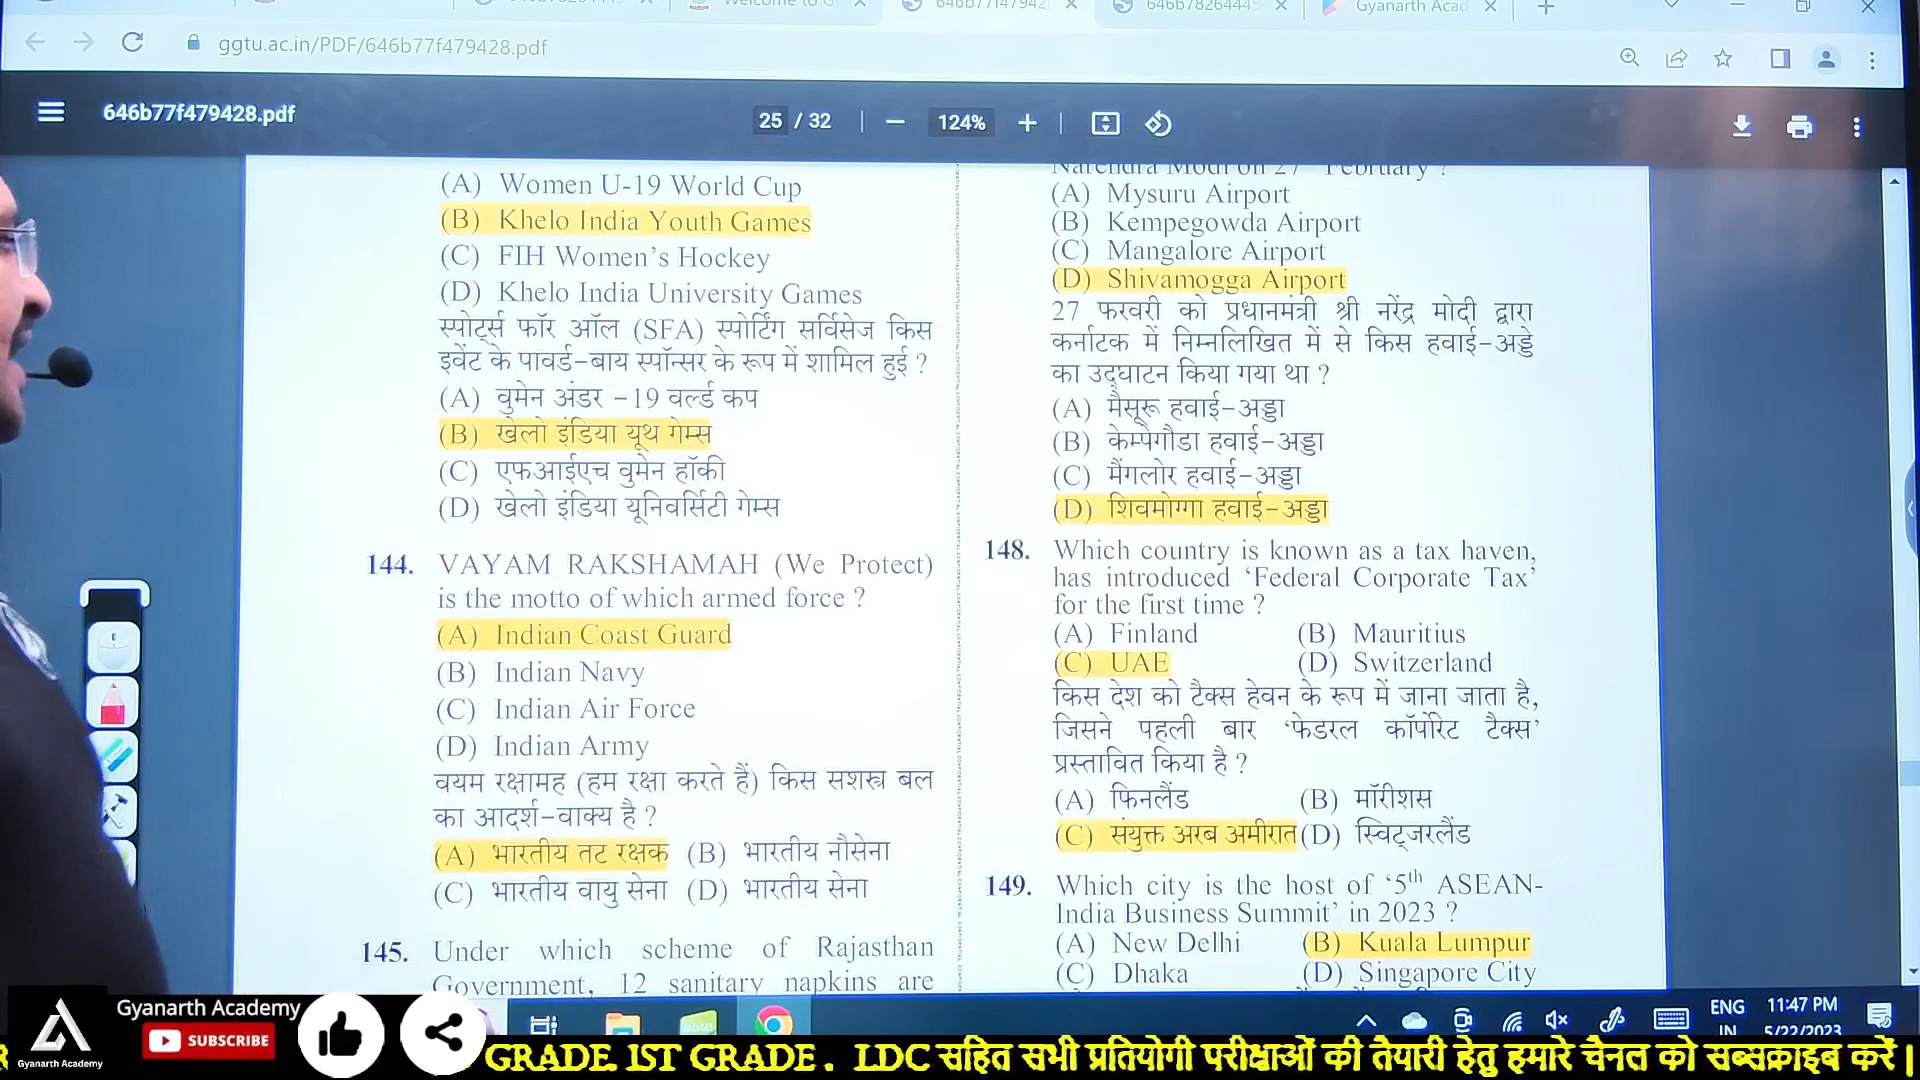 ggtu.ac.in/PDF/646b77f479428.pdf
646b77f479428.pdf
25 / 32
124%
(A) Women U-19 World Cup
(B) Khelo India Youth Games
(C) FIH Women's Hockey
(D) Khelo India University Games
स्पोर्ट्स फॉर ऑल (SFA) स्पोर्टिंग सर्विसेज किस
इवेंट के पावर्ड-बाय स्पॉन्सर के रूप में शामिल हुई ?
(A) वुमेन अंडर -19 वर्ल्ड कप
(B) खेलो इंडिया यूथ गेम्स
(C) एफआईएच वुमेन हॉकी
(D) खेलो इंडिया यूनिवर्सिटी गेम्स
144. VAYAM RAKSHAMAH (We Protect)
is the motto of which armed force ?
(A) Indian Coast Guard
(B) Indian Navy
(C) Indian Air Force
(D) Indian Army
वयम रक्षामह (हम रक्षा करते हैं) किस सशस्त्र बल
का आदर्श-वाक्य है ?
(A) भारतीय तट रक्षक (B) भारतीय नौसेना
(C) भारतीय वायु सेना (D) भारतीय सेना
145. Under which scheme of Rajasthan
Government, 12 sanitary napkins are
Narendra Modi on 27 February ?
(A) Mysuru Airport
(B) Kempegowda Airport
(C) Mangalore Airport
(D) Shivamogga Airport
27 फरवरी को प्रधानमंत्री श्री नरेंद्र मोदी द्वारा
कर्नाटक में निम्नलिखित में से किस हवाई-अड्डे
का उद्घाटन किया गया था ?
(A) मैसूरू हवाई-अड्डा
(B) केम्पेगौडा हवाई-अड्डा
(C) मैंगलोर हवाई-अड्डा
(D) शिवमोग्गा हवाई-अड्डा
148. Which country is known as a tax haven,
has introduced 'Federal Corporate Tax'
for the first time ?
(A) Finland (B) Mauritius
(C) UAE (D) Switzerland
किस देश को टैक्स हेवन के रूप में जाना जाता है,
जिसने पहली बार 'फेडरल कॉर्पोरेट टैक्स'
प्रस्तावित किया है ?
(A) फिनलैंड (B) मॉरीशस
(C) संयुक्त अरब अमीरात (D) स्विट्जरलैंड
149. Which city is the host of '5th ASEAN-
India Business Summit' in 2023 ?
(A) New Delhi (B) Kuala Lumpur
(C) Dhaka (D) Singapore City
ENG
IN
11:47 PM
5/22/2023
Gyanarth Academy
SUBSCRIBE
Gyanarth Academy
GRADE. 1ST GRADE . LDC सहित सभी प्रतियोगी परीक्षाओं की तैयारी हेतु हमारे चैनल को सब्सक्राइब करें |